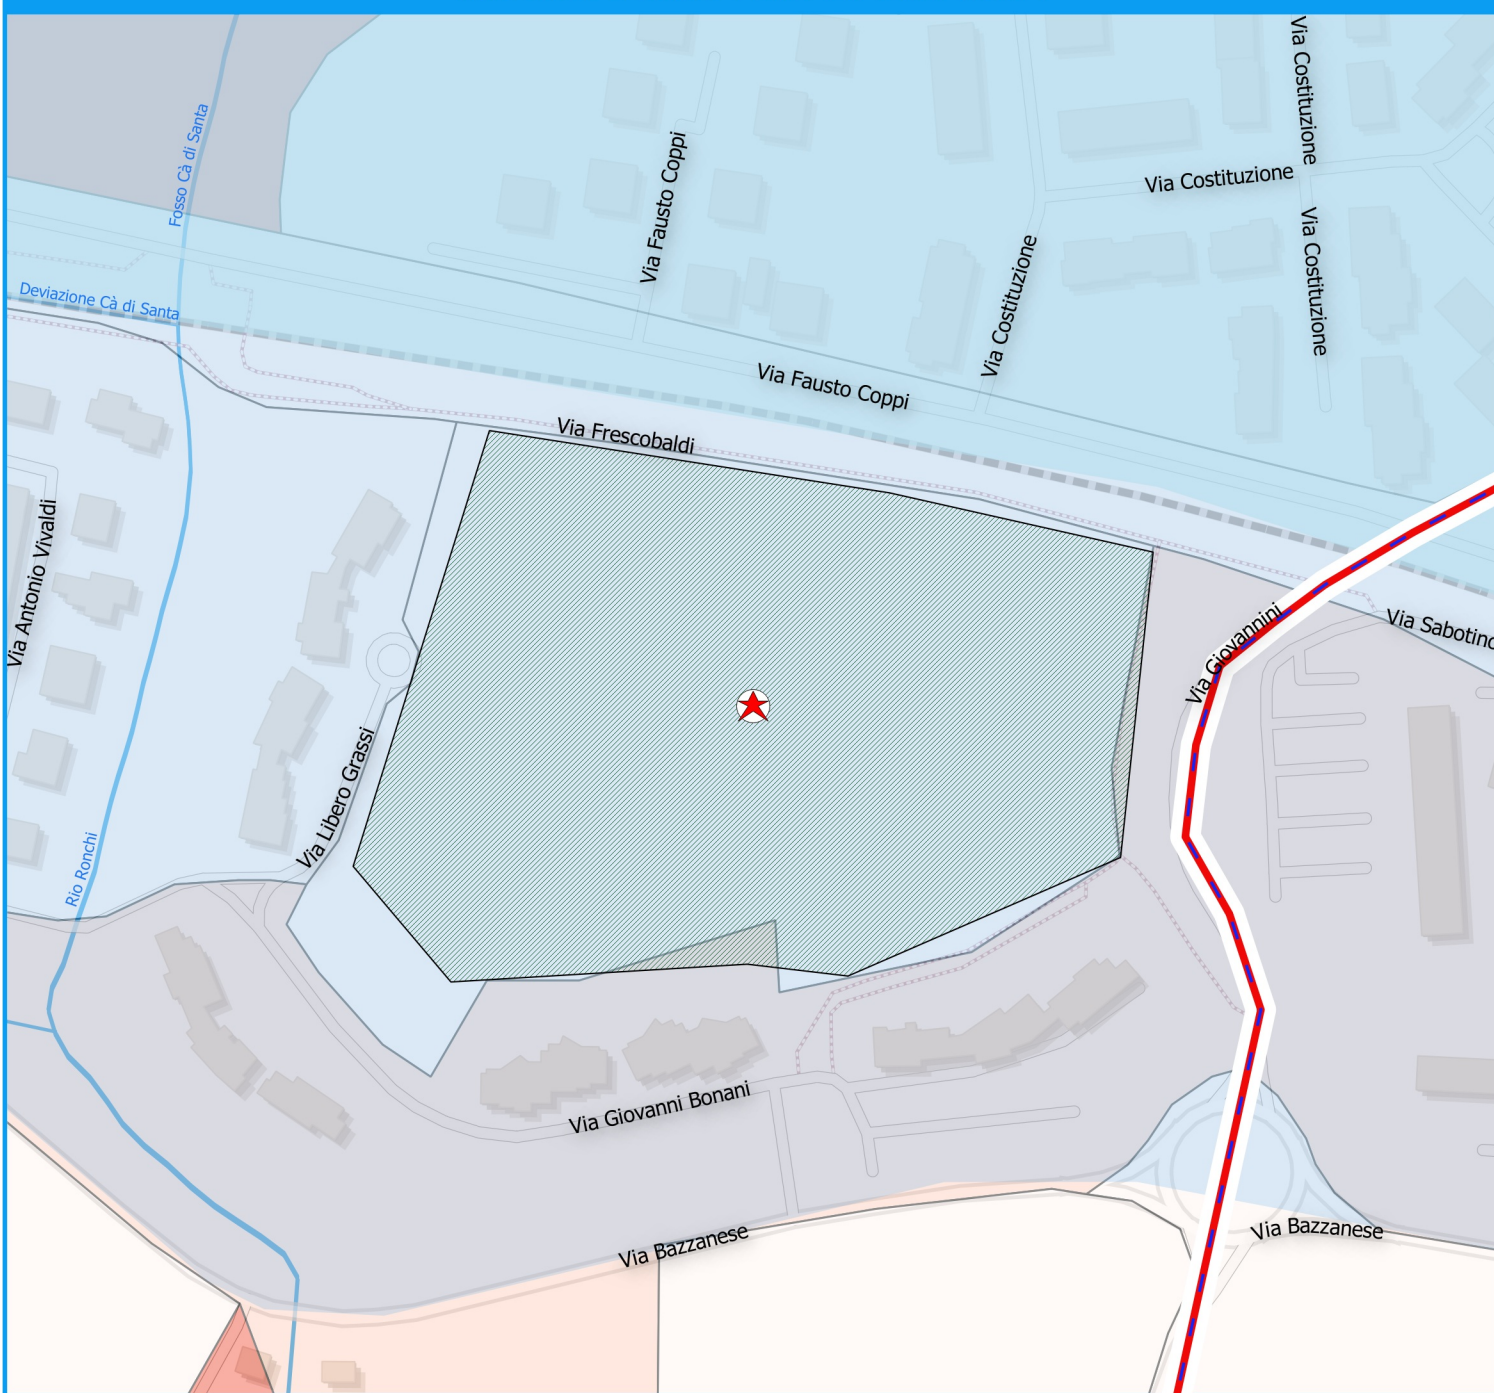 Via Costituzione
Fosso Cà di Santa
Via Fausto Coppi
Via Costituzione
Via Costituzione
Via Costituzione
Deviazione Cà di Santa
Via Fausto Coppi
Via Frescobaldi
Via Antonio Vivaldi
Via Giovannini
Via Sabotino
Via Libero Grassi
Rio Ronchi
Via Giovanni Bonani
Via Bazzanese
Via Bazzanese